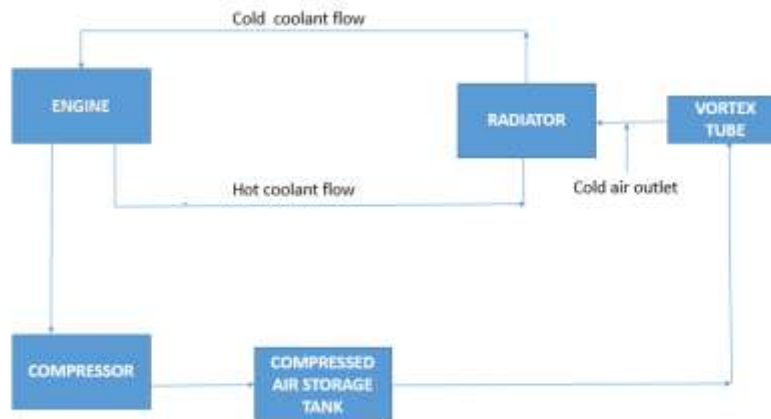 Cold coolant flow
ENGINE
RADIATOR
VORTEX
TUBE
Hot coolant flow
Cold air outlet
COMPRESSOR
COMPRESSED
AIR STORAGE
TANK